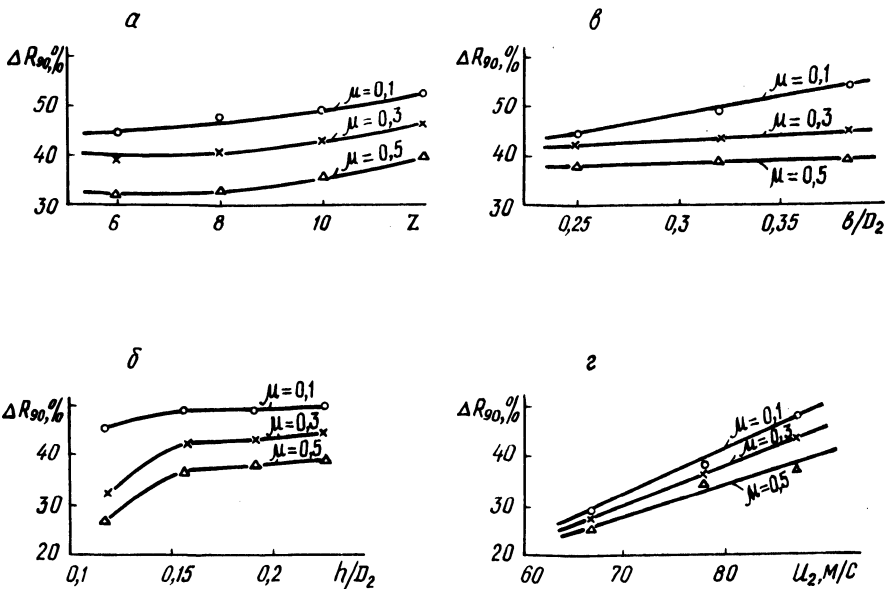 а
ΔR₉₀,%
50
40
30
6
8
10
Z
μ=0,1
μ=0,3
μ=0,5
в
ΔR₉₀,%
50
40
30
0,25
0,3
0,35
в/D₂
μ=0,1
μ=0,3
μ=0,5
б
ΔR₉₀,%
40
30
20
0,1
0,15
0,2
h/D₂
μ=0,1
μ=0,3
μ=0,5
г
ΔR₉₀,%
40
30
20
60
70
80
U₂,м/с
μ=0,1
μ=0,3
μ=0,5